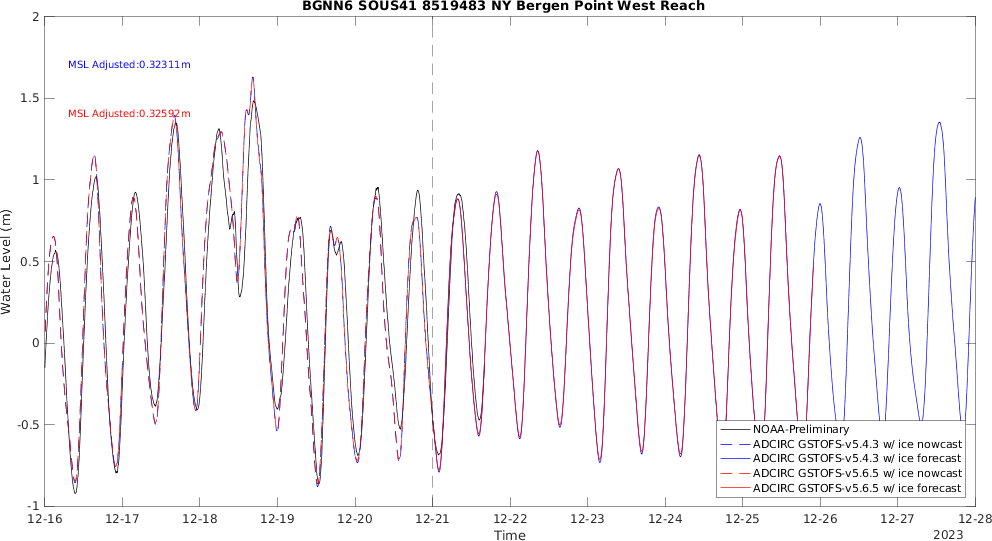 BGNN6 SOUS41 8519483 NY Bergen Point West Reach
2
1.5
1
0.5
0
-0.5
-1
Water Level (m)
MSL Adjusted:0.32311m
MSL Adjusted:0.32592m
NOAA-Preliminary
ADCIRC GSTOFS-v5.4.3 w/ ice nowcast
ADCIRC GSTOFS-v5.4.3 w/ ice forecast
ADCIRC GSTOFS-v5.6.5 w/ ice nowcast
ADCIRC GSTOFS-v5.6.5 w/ ice forecast
12-16 12-17 12-18 12-19 12-20 12-21 12-22 12-23 12-24 12-25 12-26 12-27 12-28
Time
2023